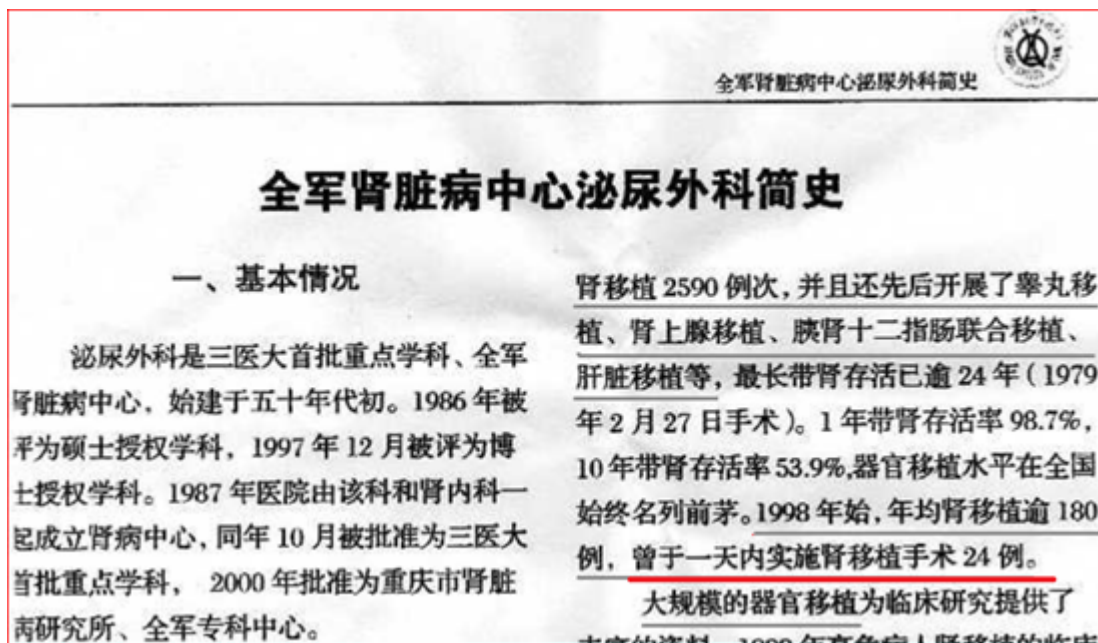 全军肾脏病中心泌尿外科简史
全军肾脏病中心泌尿外科简史
一、基本情况
泌尿外科是三医大首批重点学科、全军
肾脏病中心，始建于五十年代初。1986 年被
评为硕士授权学科，1997 年 12 月被评为博
士授权学科。1987 年医院由该科和肾内科一
起成立肾病中心，同年 10 月被批准为三医大
首批重点学科， 2000 年批准为重庆市肾脏
病研究所、全军专科中心。
肾移植 2590 例次，并且还先后开展了睾丸移
植、肾上腺移植、胰肾十二指肠联合移植、
肝脏移植等，最长带肾存活已逾 24 年（1979
年 2 月 27 日手术）。1 年带肾存活率 98.7%，
10 年带肾存活率 53.9%,器官移植水平在全国
始终名列前茅。1998 年始，年均肾移植逾 180
例，曾于一天内实施肾移植手术 24 例。
大规模的器官移植为临床研究提供了